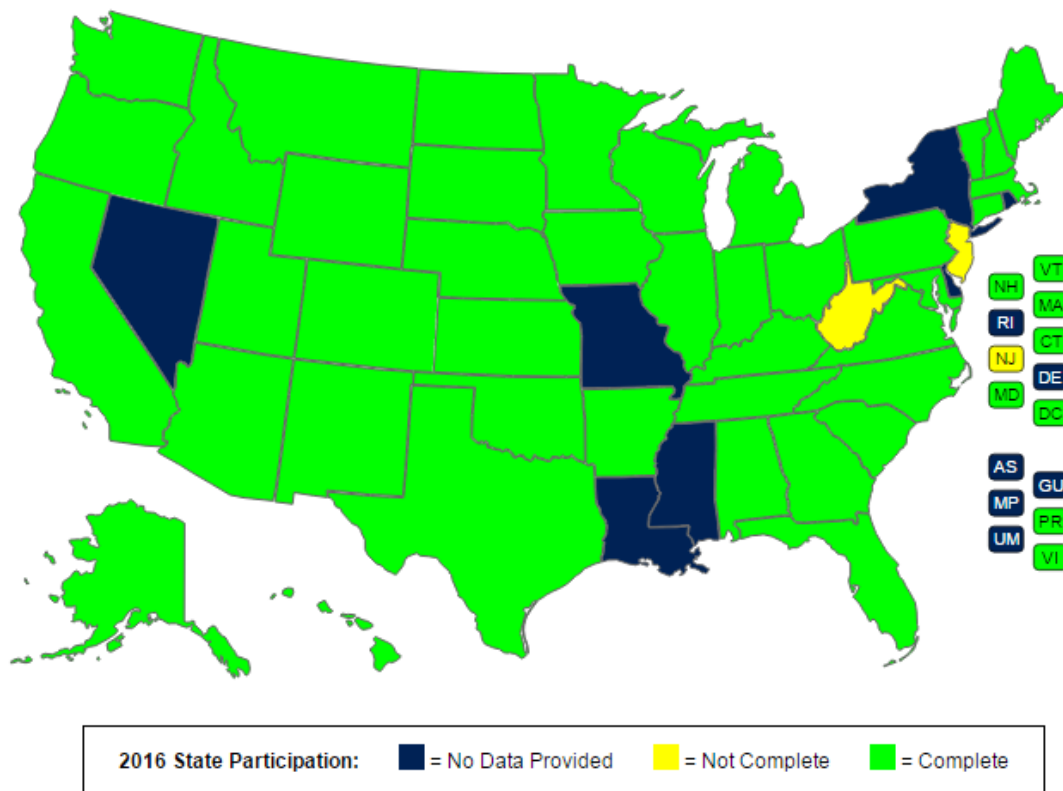 VT
NH
MA
RI
CT
NJ
DE
MD
DC
AS
GU
MP
PR
UM
VI
2016 State Participation: = No Data Provided = Not Complete = Complete